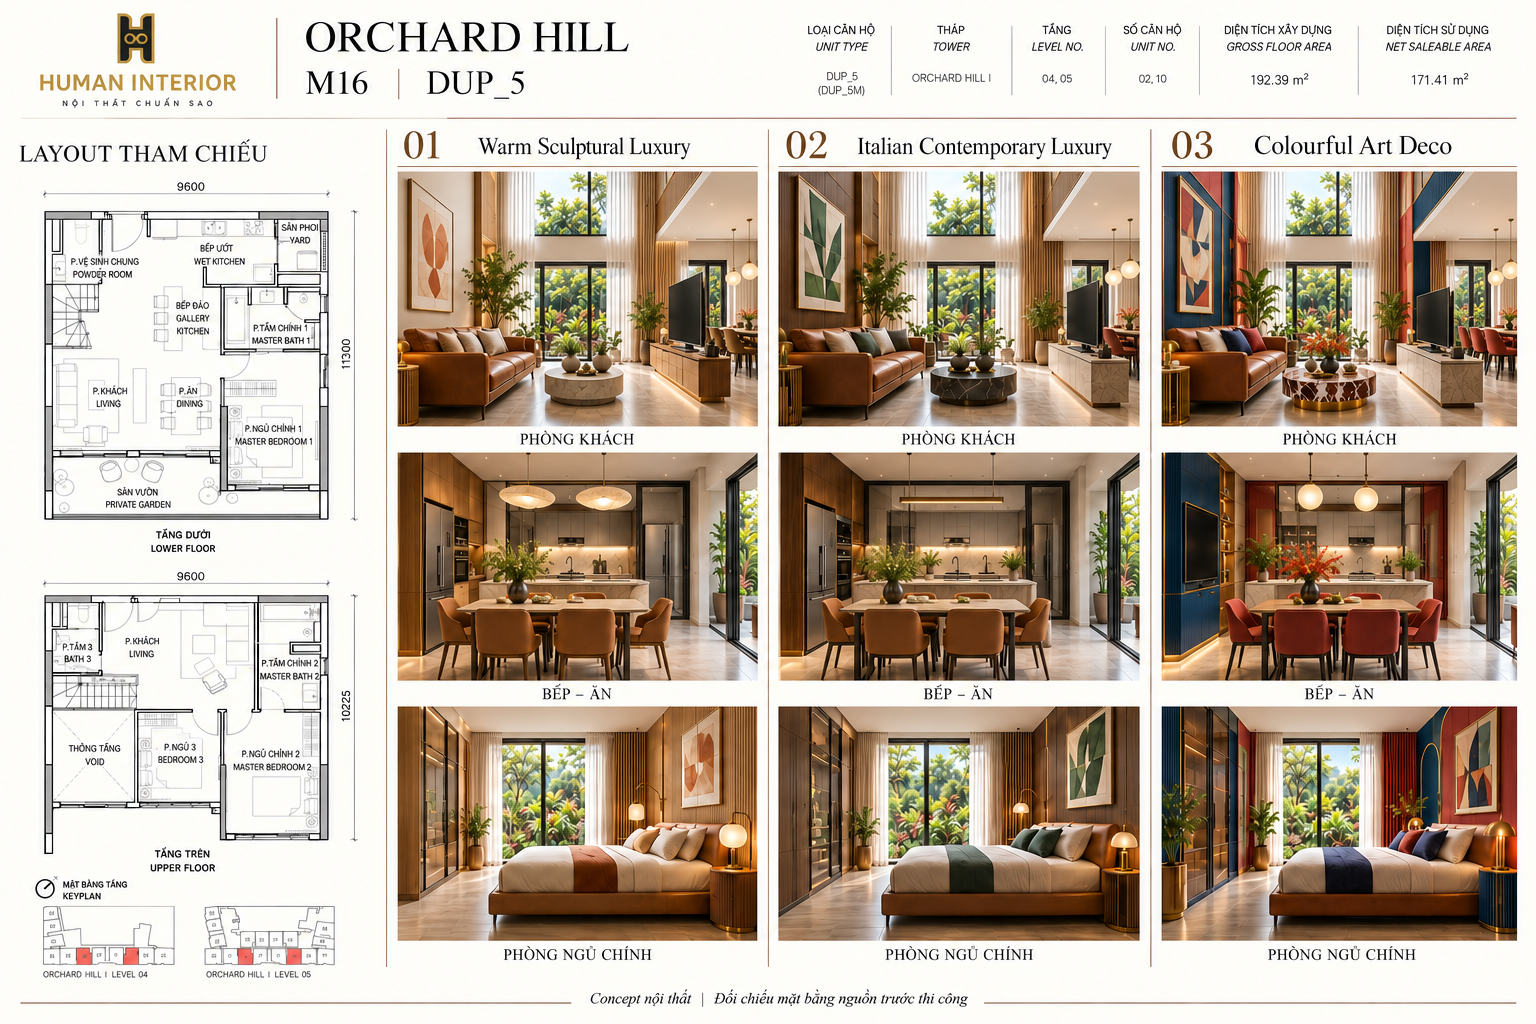 HUMAN INTERIOR
NỘI THẤT CHUẨN SAO
ORCHARD HILL
M16 | DUP_5
LOẠI CĂN HỘ
UNIT TYPE
DUP_5
(DUP_5M)
THÁP
TOWER
ORCHARD HILL I
TẦNG
LEVEL NO.
04, 05
SỐ CĂN HỘ
UNIT NO.
02, 10
DIỆN TÍCH XÂY DỰNG
GROSS FLOOR AREA
192.39 m²
DIỆN TÍCH SỬ DỤNG
NET SALEABLE AREA
171.41 m²
LAYOUT THAM CHIẾU
9600
SÂN PHƠI
YARD
BẾP ƯỚT
WET KITCHEN
P.VỆ SINH CHUNG
POWDER ROOM
BẾP ĐẢO
GALLERY
KITCHEN
P.TẮM CHÍNH 1
MASTER BATH 1
11300
P.KHÁCH
LIVING
P.ĂN
DINING
P.NGỦ CHÍNH 1
MASTER BEDROOM 1
SÂN VƯỜN
PRIVATE GARDEN
TẦNG DƯỚI
LOWER FLOOR
9600
P.KHÁCH
LIVING
P.TẮM 3
BATH 3
P.TẮM CHÍNH 2
MASTER BATH 2
10225
THÔNG TẦNG
VOID
P.NGỦ 3
BEDROOM 3
P.NGỦ CHÍNH 2
MASTER BEDROOM 2
TẦNG TRÊN
UPPER FLOOR
MẶT BẰNG TẦNG
KEYPLAN
ORCHARD HILL I LEVEL 04
ORCHARD HILL I LEVEL 05
01 Warm Sculptural Luxury
PHÒNG KHÁCH
BẾP – ĂN
PHÒNG NGỦ CHÍNH
02 Italian Contemporary Luxury
PHÒNG KHÁCH
BẾP – ĂN
PHÒNG NGỦ CHÍNH
03 Colourful Art Deco
PHÒNG KHÁCH
BẾP – ĂN
PHÒNG NGỦ CHÍNH
Concept nội thất | Đối chiếu mặt bằng nguồn trước thi công